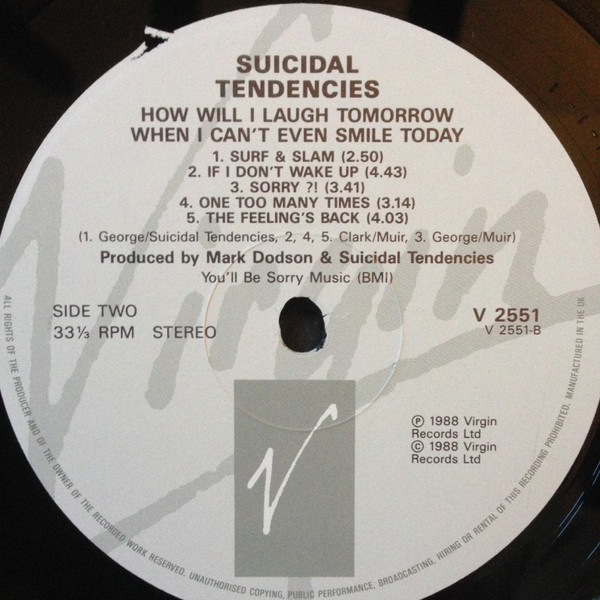 SUICIDAL
TENDENCIES
HOW WILL I LAUGH TOMORROW
WHEN I CAN'T EVEN SMILE TODAY
1. SURF & SLAM (2.50)
2. IF I DON'T WAKE UP (4.43)
3. SORRY ?! (3.41)
4. ONE TOO MANY TIMES (3.14)
5. THE FEELING'S BACK (4.03)
(1. George/Suicidal Tendencies, 2, 4, 5. Clark/Muir, 3. George/Muir)
Produced by Mark Dodson & Suicidal Tendencies
You'll Be Sorry Music (BMI)
SIDE TWO
33⅓ RPM STEREO
V 2551
V 2551-B
℗ 1988 Virgin
Records Ltd
© 1988 Virgin
Records Ltd
Virgin
V
ALL RIGHTS OF THE PRODUCER AND OF THE OWNER OF THE RECORDED WORK RESERVED. UNAUTHORISED COPYING, PUBLIC PERFORMANCE, BROADCASTING, HIRING OR RENTAL OF THIS RECORDING PROHIBITED. MANUFACTURED IN THE UK